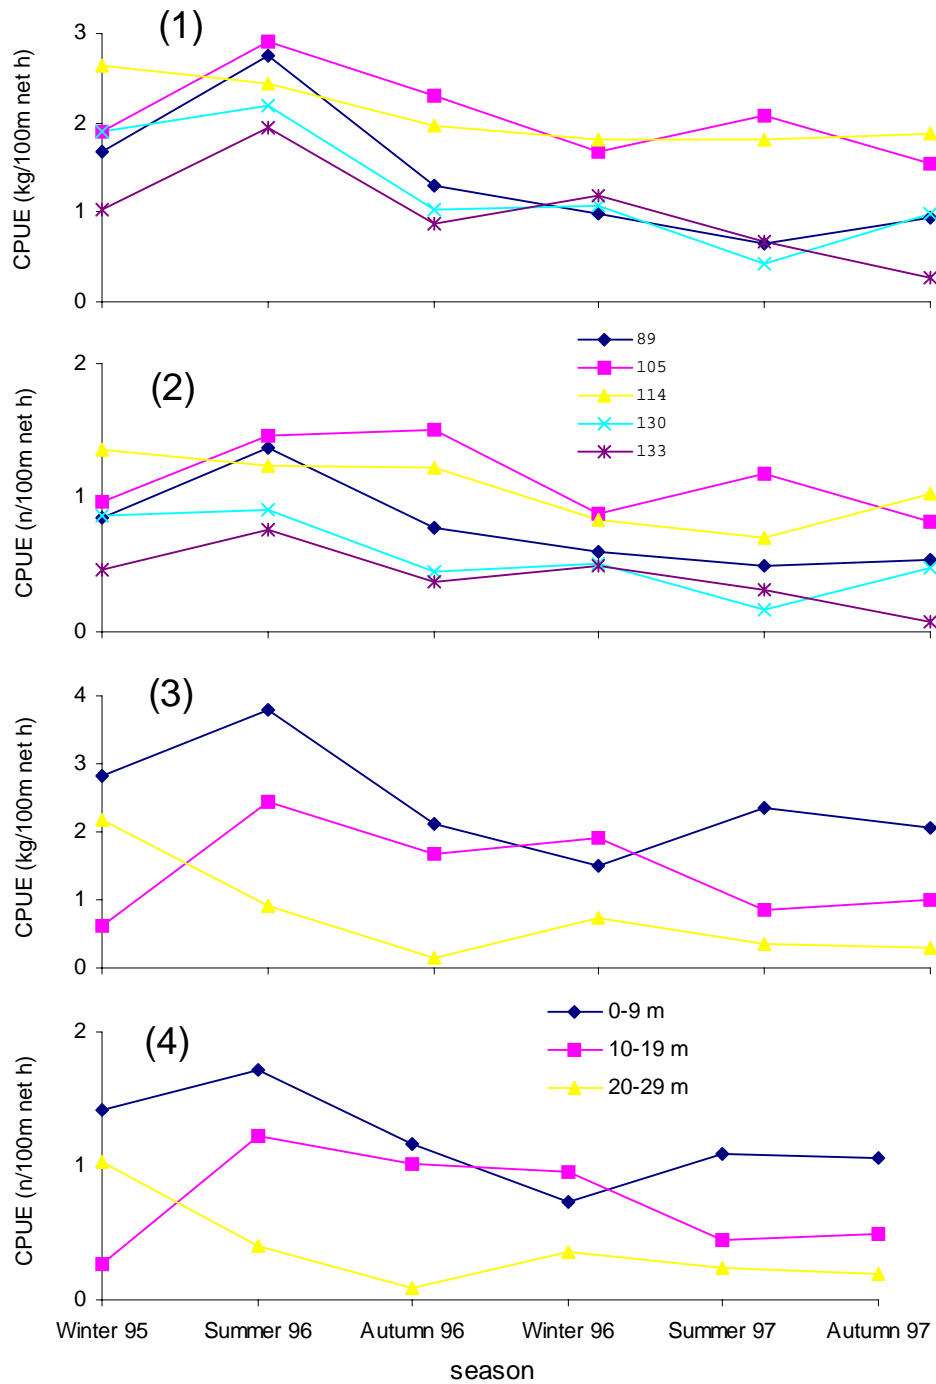 (1)
CPUE (kg/100m net h)
3
2
1
0
(2)
CPUE (n/100m net h)
2
1
0
89
105
114
130
133
(3)
CPUE (kg/100m net h)
4
3
2
1
0
(4)
CPUE (n/100m net h)
2
1
0
0-9 m
10-19 m
20-29 m
Winter 95 Summer 96 Autumn 96 Winter 96 Summer 97 Autumn 97
season